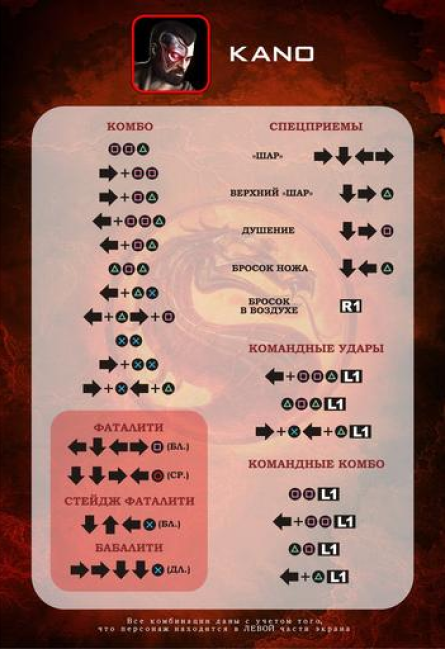 KANO
КОМБО
СПЕЦПРИЕМЫ
«ШАР»
ВЕРХНИЙ «ШАР»
ДУШЕНИЕ
БРОСОК НОЖА
БРОСОК
В ВОЗДУХЕ
R1
КОМАНДНЫЕ УДАРЫ
L1
L1
L1
КОМАНДНЫЕ КОМБО
L1
L1
L1
L1
ФАТАЛИТИ
(БЛ.)
(СР.)
СТЕЙДЖ ФАТАЛИТИ
(БЛ.)
БАБАЛИТИ
(ДЛ.)
Все комбинации даны с учетом того,
что персонаж находится в ЛЕВОЙ части экрана